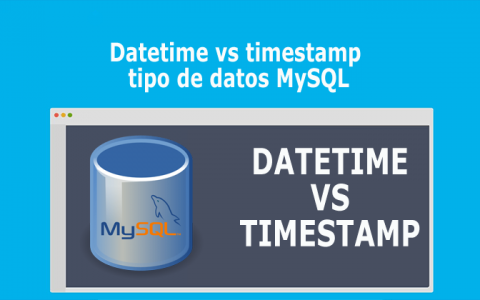 Datetime vs timestamp
tipo de datos MySQL
DATETIME
VS
TIMESTAMP
MySQL